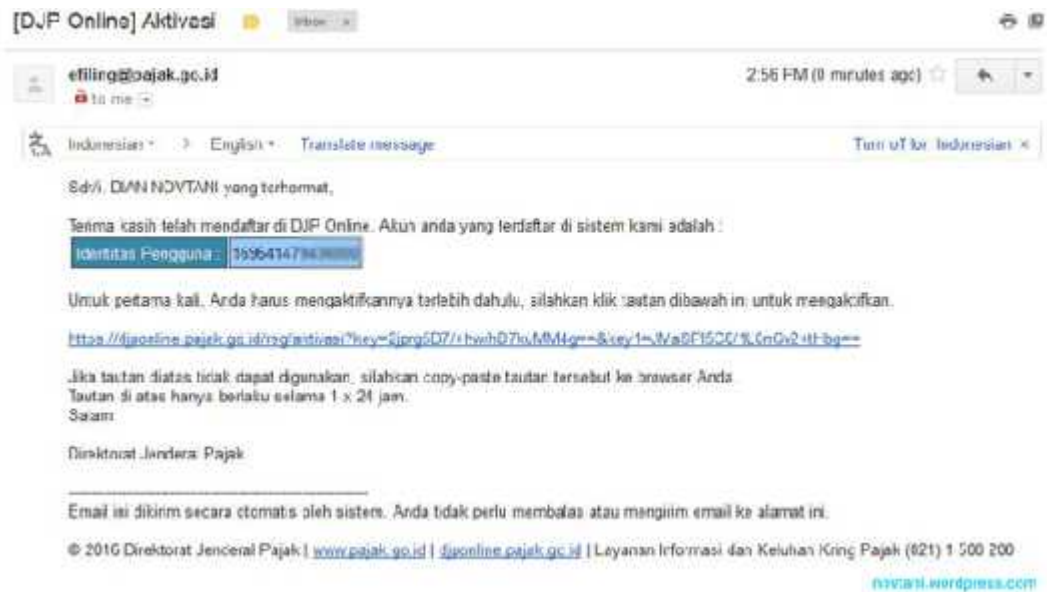 [DJP Online] Aktivasi Inbox x
efiling@pajak.go.id 2:56 PM (0 minutes ago)
to me
Indonesian > English Translate message Turn off for: Indonesian x
Sdr/i. DIAN NOVTANI yang terhormat,
Terima kasih telah mendaftar di DJP Online. Akun anda yang terdaftar di sistem kami adalah :
Identitas Pengguna :
Untuk pertama kali, Anda harus mengaktifkannya terlebih dahulu, silahkan klik tautan dibawah ini untuk mengaktifkan.
Jika tautan diatas tidak dapat digunakan, silahkan copy-paste tautan tersebut ke browser Anda
Tautan di atas hanya berlaku selama 1 x 24 jam.
Salam
Direktorat Jenderal Pajak
Email ini dikirim secara otomatis oleh sistem. Anda tidak perlu membalas atau mengirim email ke alamat ini.
© 2016 Direktorat Jenderal Pajak | www.pajak.go.id | djponline.pajak.go.id | Layanan Informasi dan Keluhan Kring Pajak (021) 1 500 200
novtani.wordpress.com